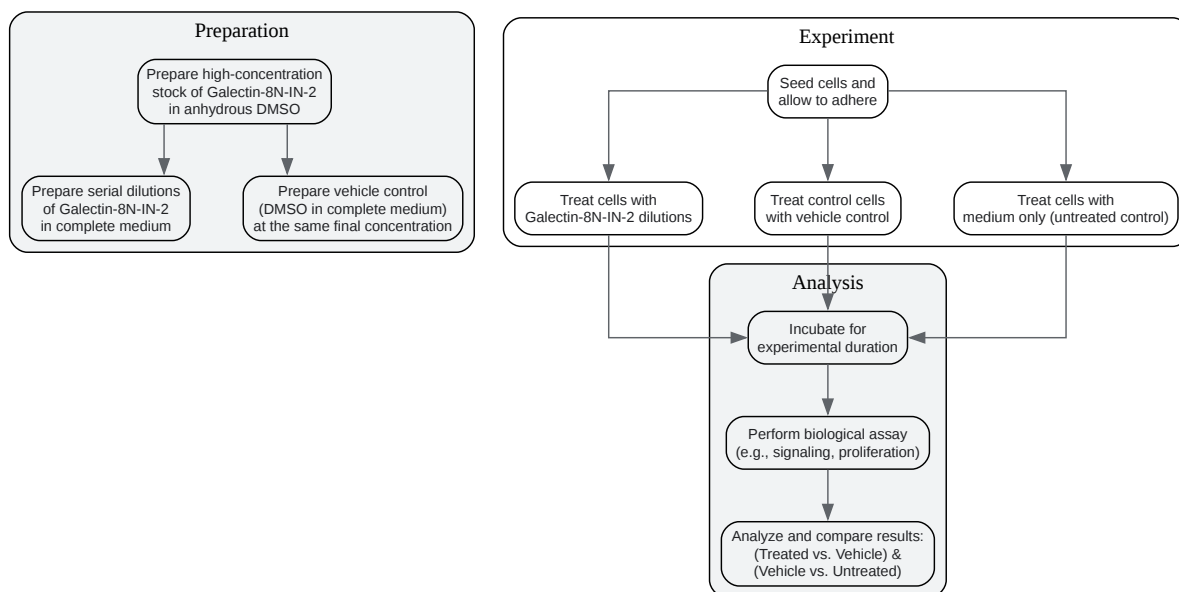 Preparation
Prepare high-concentration
stock of Galectin-8N-IN-2
in anhydrous DMSO
Prepare serial dilutions
of Galectin-8N-IN-2
in complete medium
Prepare vehicle control
(DMSO in complete medium)
at the same final concentration
Experiment
Seed cells and
allow to adhere
Treat cells with
Galectin-8N-IN-2 dilutions
Treat control cells
with vehicle control
Treat cells with
medium only (untreated control)
Analysis
Incubate for
experimental duration
Perform biological assay
(e.g., signaling, proliferation)
Analyze and compare results:
(Treated vs. Vehicle) &
(Vehicle vs. Untreated)